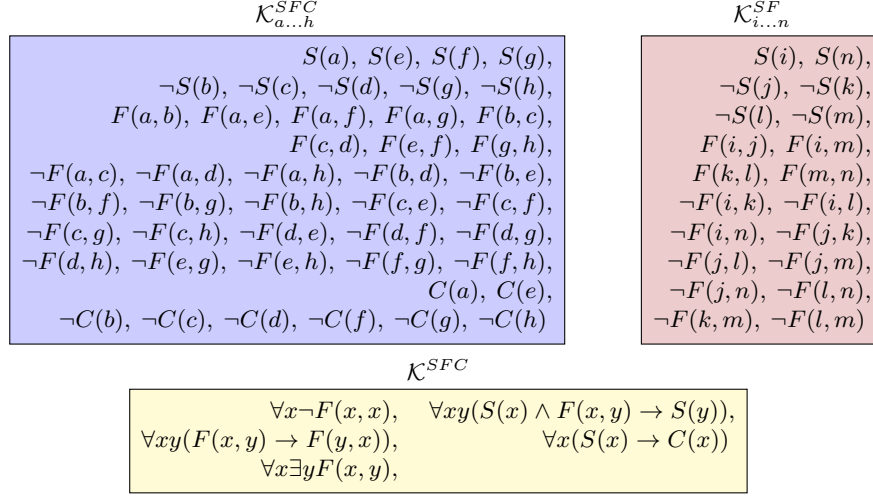 𝒦^{SFC}_{a...h}
S(a), S(e), S(f), S(g),
¬S(b), ¬S(c), ¬S(d), ¬S(g), ¬S(h),
F(a, b), F(a, e), F(a, f), F(a, g), F(b, c),
F(c, d), F(e, f), F(g, h),
¬F(a, c), ¬F(a, d), ¬F(a, h), ¬F(b, d), ¬F(b, e),
¬F(b, f), ¬F(b, g), ¬F(b, h), ¬F(c, e), ¬F(c, f),
¬F(c, g), ¬F(c, h), ¬F(d, e), ¬F(d, f), ¬F(d, g),
¬F(d, h), ¬F(e, g), ¬F(e, h), ¬F(f, g), ¬F(f, h),
C(a), C(e),
¬C(b), ¬C(c), ¬C(d), ¬C(f), ¬C(g), ¬C(h)
𝒦^{SF}_{i...n}
S(i), S(n),
¬S(j), ¬S(k),
¬S(l), ¬S(m)
F(i, j), F(i, m),
F(k, l), F(m, n),
¬F(i, k), ¬F(i, l),
¬F(i, n), ¬F(j, k),
¬F(j, l), ¬F(j, m),
¬F(j, n), ¬F(l, n),
¬F(k, m), ¬F(l, m)
𝒦^{SFC}
∀x¬F(x, x), ∀xy(S(x) ∧ F(x, y) → S(y)),
∀xy(F(x, y) → F(y, x)), ∀x(S(x) → C(x))
∀x∃yF(x, y),